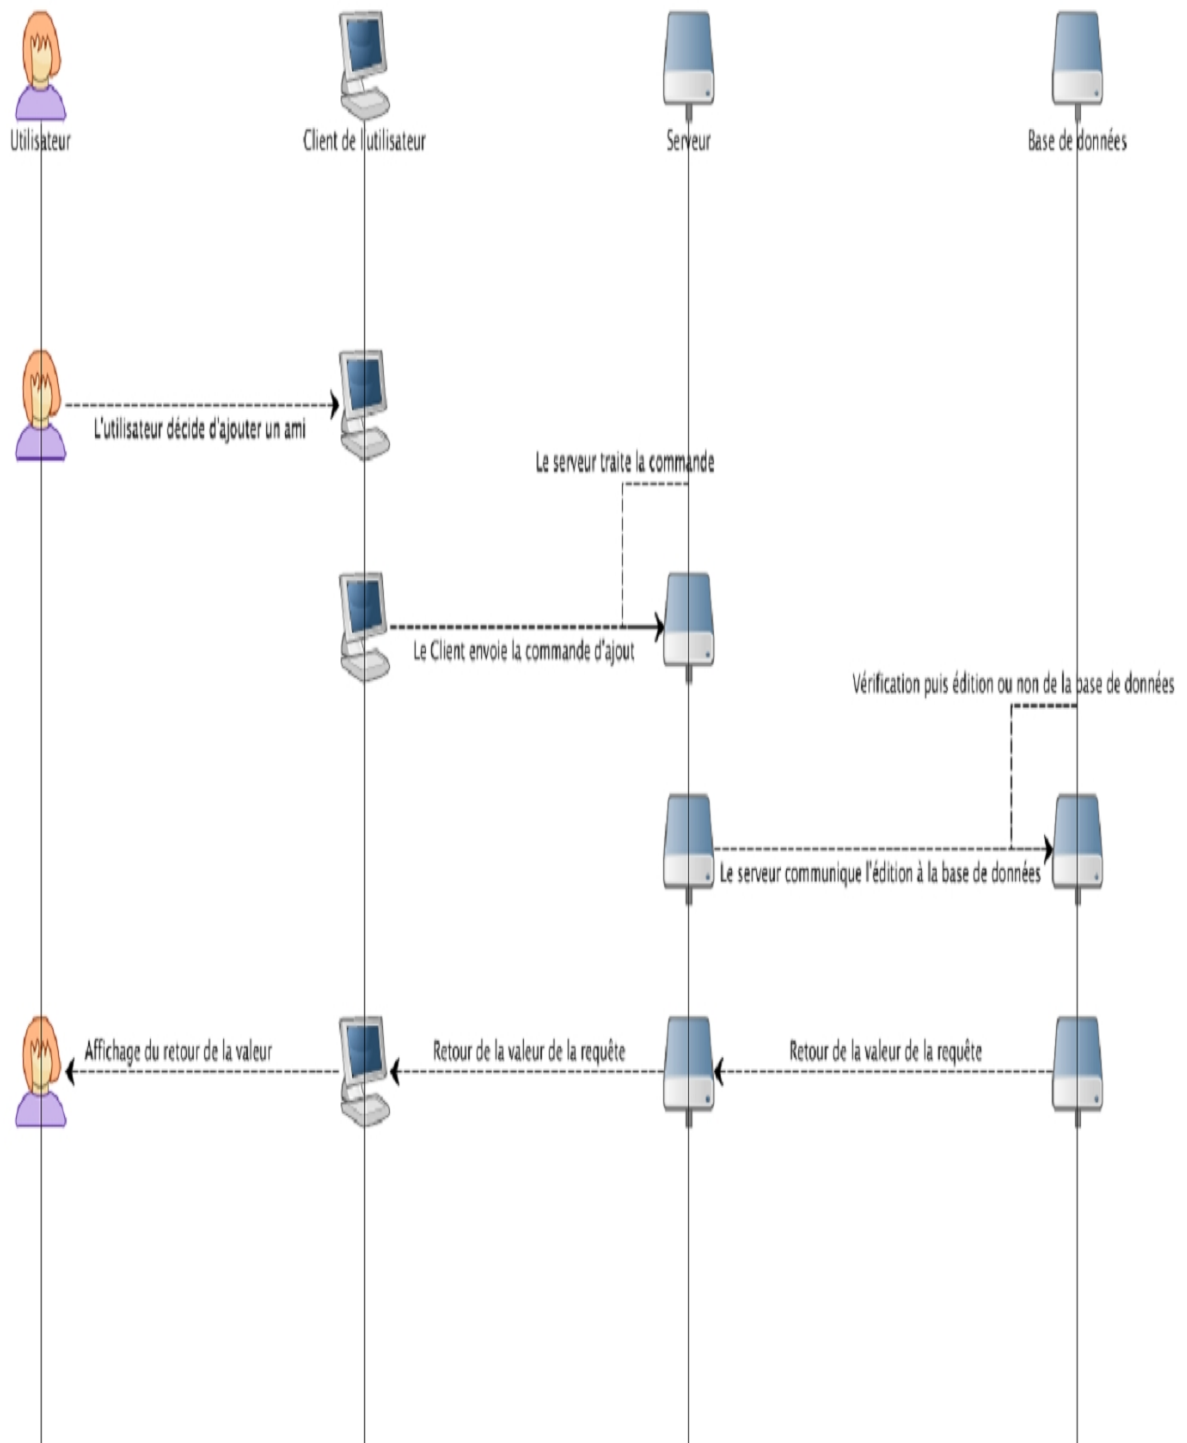 Utilisateur
Client de l'utilisateur
Serveur
Base de données
L'utilisateur décide d'ajouter un ami
Le serveur traite la commande
Le Client envoie la commande d'ajout
Vérification puis édition ou non de la base de données
Le serveur communique l'édition à la base de données
Affichage du retour de la valeur
Retour de la valeur de la requête
Retour de la valeur de la requête